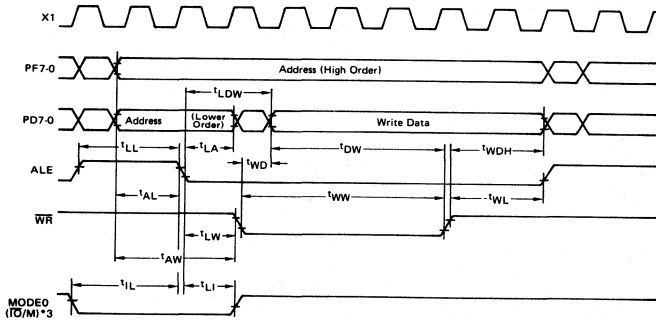 X1
PF7-0
Address (High Order)
tLDW
PD7-0
Address
(Lower Order)
Write Data
tLL
tLA
tWD
tDW
tWDH
ALE
tAL
tWW
tWL
WR
tLW
tAW
tIL
tLI
MODE0
(IO/M)*3